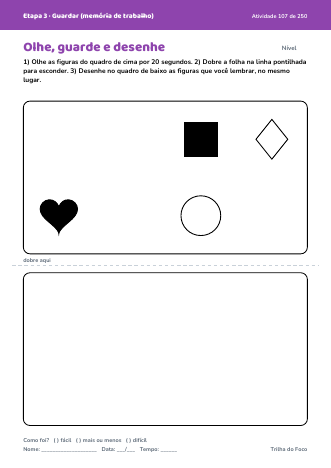 Etapa 3 · Guardar (memória de trabalho)
Atividade 107 de 250
Olhe, guarde e desenhe
Nível
1) Olhe as figuras do quadro de cima por 20 segundos. 2) Dobre a folha na linha pontilhada
para esconder. 3) Desenhe no quadro de baixo as figuras que você lembrar, no mesmo
lugar.
dobre aqui
Como foi? ( ) fácil ( ) mais ou menos ( ) difícil
Nome: ____________________ Data: ___/___ Tempo: ______
Trilha do Foco